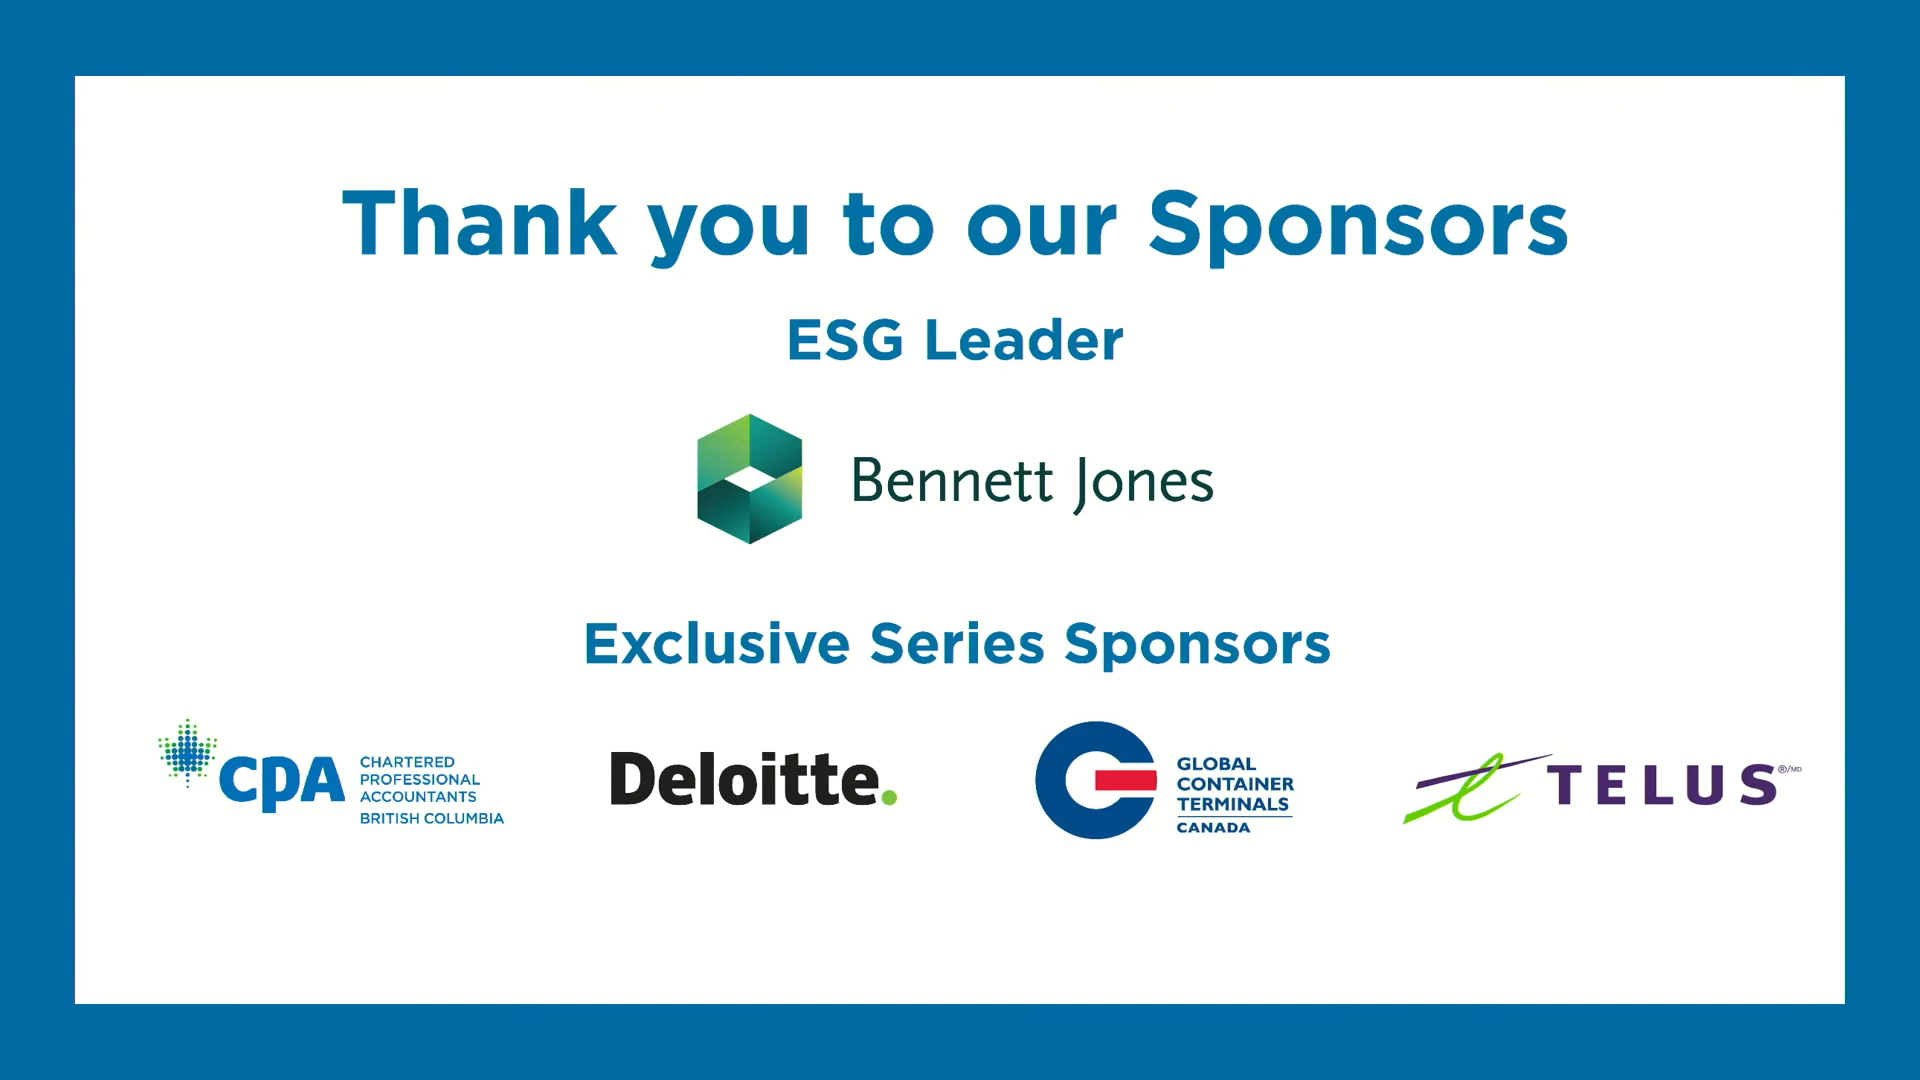 Thank you to our Sponsors
ESG Leader
Bennett Jones
Exclusive Series Sponsors
CPA
CHARTERED
PROFESSIONAL
ACCOUNTANTS
BRITISH COLUMBIA
Deloitte.
GLOBAL
CONTAINER
TERMINALS
CANADA
TELUS®/MD